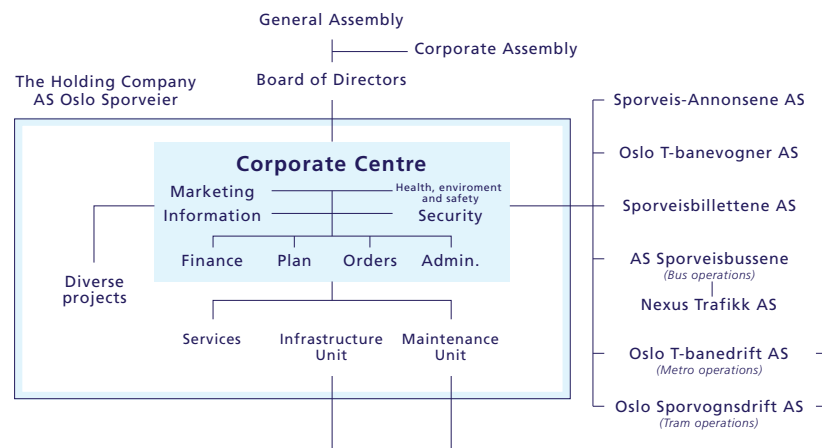 General Assembly
Corporate Assembly
Board of Directors
The Holding Company
AS Oslo Sporveier
Corporate Centre
Marketing
Health, enviroment
and safety
Information
Security
Finance
Plan
Orders
Admin.
Diverse
projects
Services
Infrastructure
Unit
Maintenance
Unit
Sporveis-Annonsene AS
Oslo T-banevogner AS
Sporveisbillettene AS
AS Sporveisbussene
(Bus operations)
Nexus Trafikk AS
Oslo T-banedrift AS
(Metro operations)
Oslo Sporvognsdrift AS
(Tram operations)